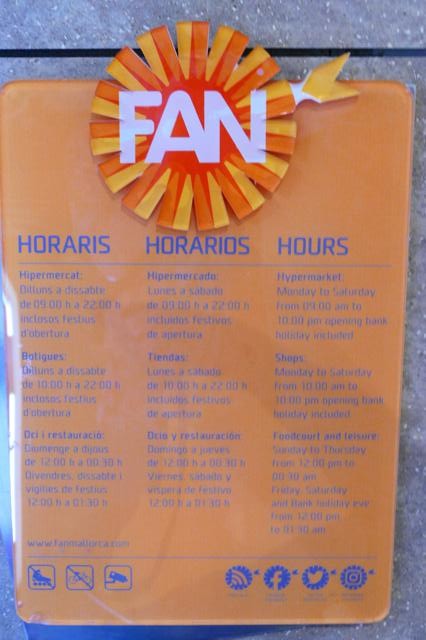 FAN
HORARIS
Hipermercat:
Dilluns a dissabte
de 09:00 h a 22:00 h
inclosos festius
d'obertura
Botigues:
Dilluns a dissabte
de 10:00 h a 22:00 h
inclosos festius
d'obertura
Oci i restauració:
Diumenge a dijous
de 12:00 h a 00:30 h
Divendres, dissabte i
vigílies de festius
12:00 h a 01:30 h
HORARIOS
Hipermercado:
Lunes a sábado
de 09:00 h a 22:00 h
incluidos festivos
de apertura
Tiendas:
Lunes a sábado
de 10:00 h a 22:00 h
incluidos festivos
de apertura
Ocio y restauración:
Domingo a jueves
de 12:00 h a 00:30 h
Viernes, sábado y
víspera de festivo
12:00 h a 01:30 h
HOURS
Hypermarket:
Monday to Saturday
from 09:00 am to
10:00 pm opening bank
holiday included
Shops:
Monday to Saturday
from 10:00 am to
10:00 pm opening bank
holiday included
Foodcourt and leisure:
Sunday to Thursday
from 12:00 pm to
00:30 am
Friday, Saturday
and Bank holiday eve
from 12:00 pm
to 01:30 am
www.fanmallorca.com